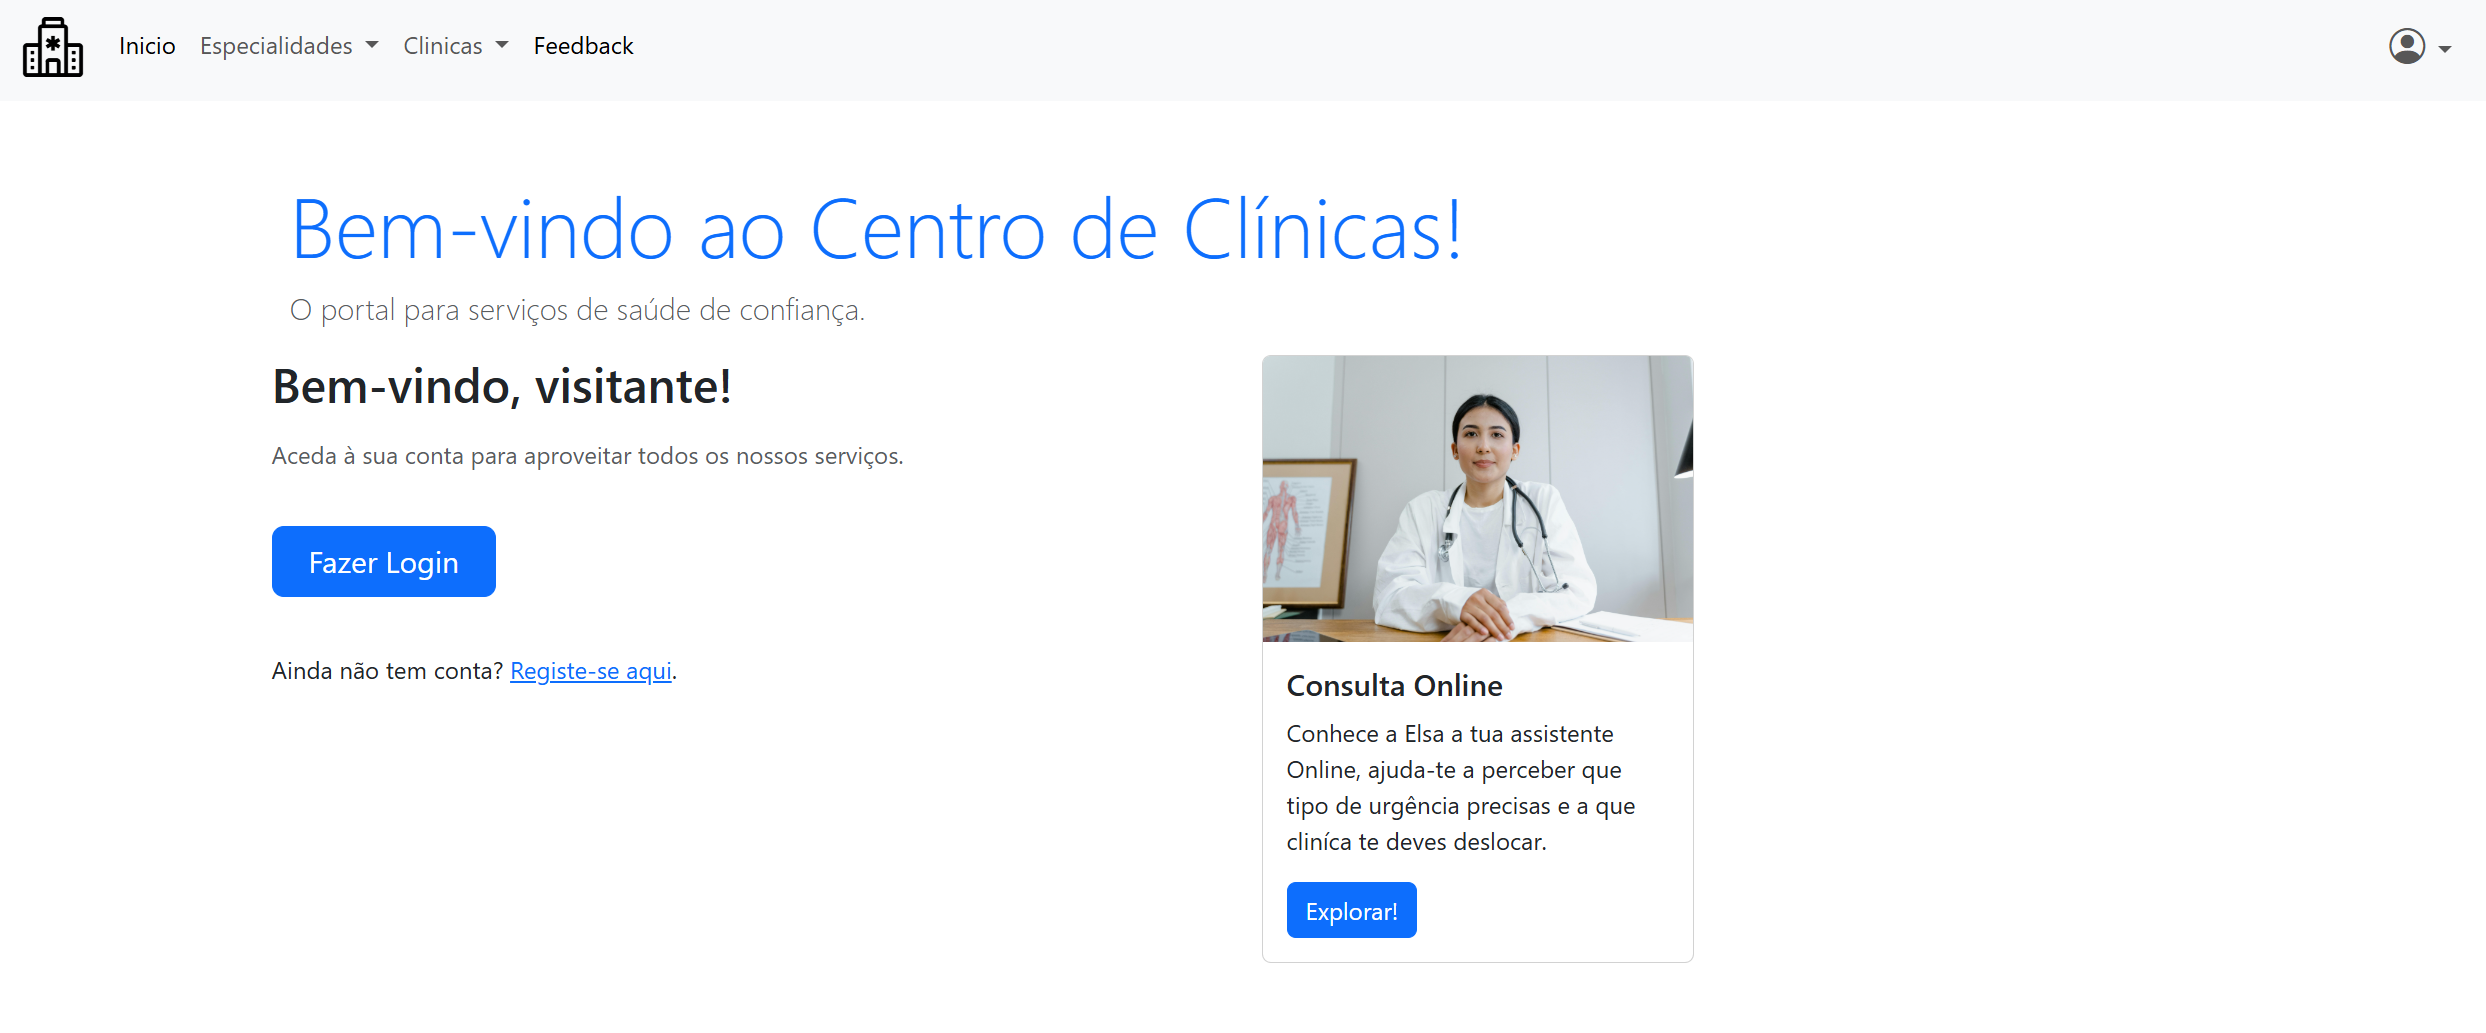 Inicio Especialidades Clinicas Feedback
Bem-vindo ao Centro de Clínicas!
O portal para serviços de saúde de confiança.
Bem-vindo, visitante!
Aceda à sua conta para aproveitar todos os nossos serviços.
Fazer Login
Ainda não tem conta? Registe-se aqui.
Consulta Online
Conhece a Elsa a tua assistente
Online, ajuda-te a perceber que
tipo de urgência precisas e a que
cliníca te deves deslocar.
Explorar!